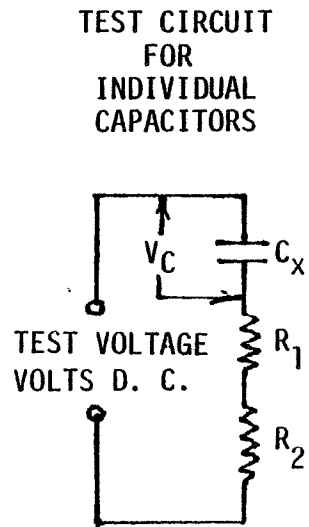 TEST CIRCUIT
FOR
INDIVIDUAL
CAPACITORS
VC
CX
TEST VOLTAGE
VOLTS D. C.
R1
R2